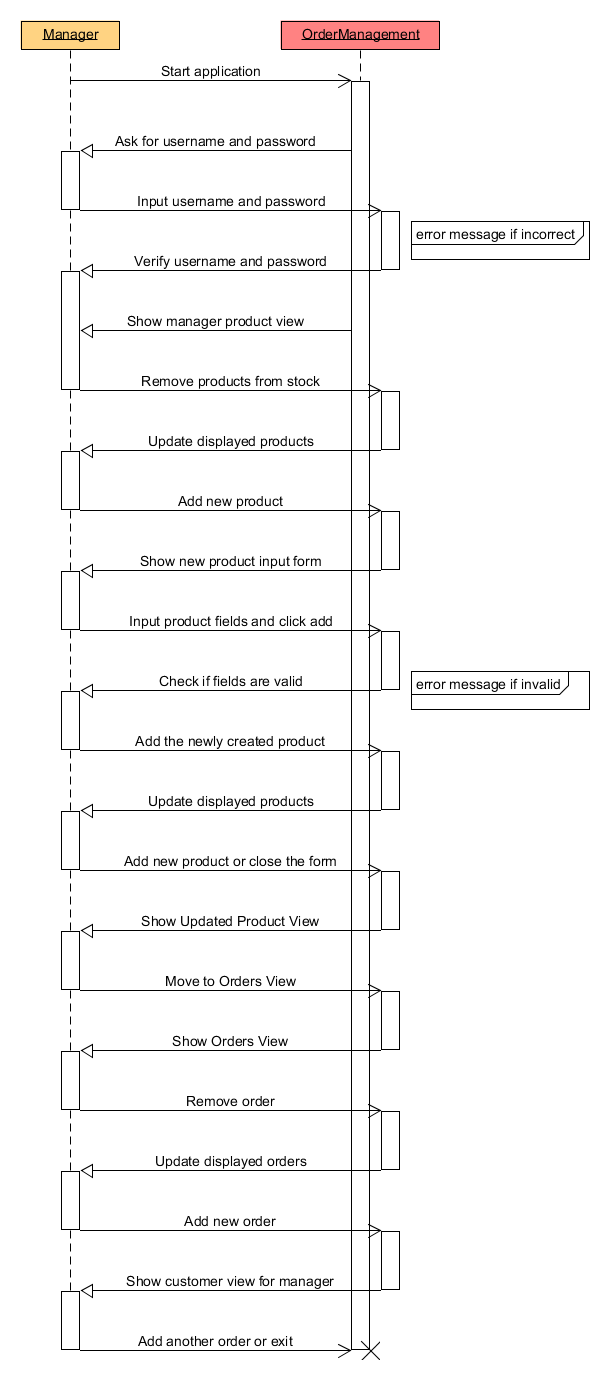 Manager
OrderManagement
Start application
Ask for username and password
Input username and password
error message if incorrect
Verify username and password
Show manager product view
Remove products from stock
Update displayed products
Add new product
Show new product input form
Input product fields and click add
Check if fields are valid
error message if invalid
Add the newly created product
Update displayed products
Add new product or close the form
Show Updated Product View
Move to Orders View
Show Orders View
Remove order
Update displayed orders
Add new order
Show customer view for manager
Add another order or exit